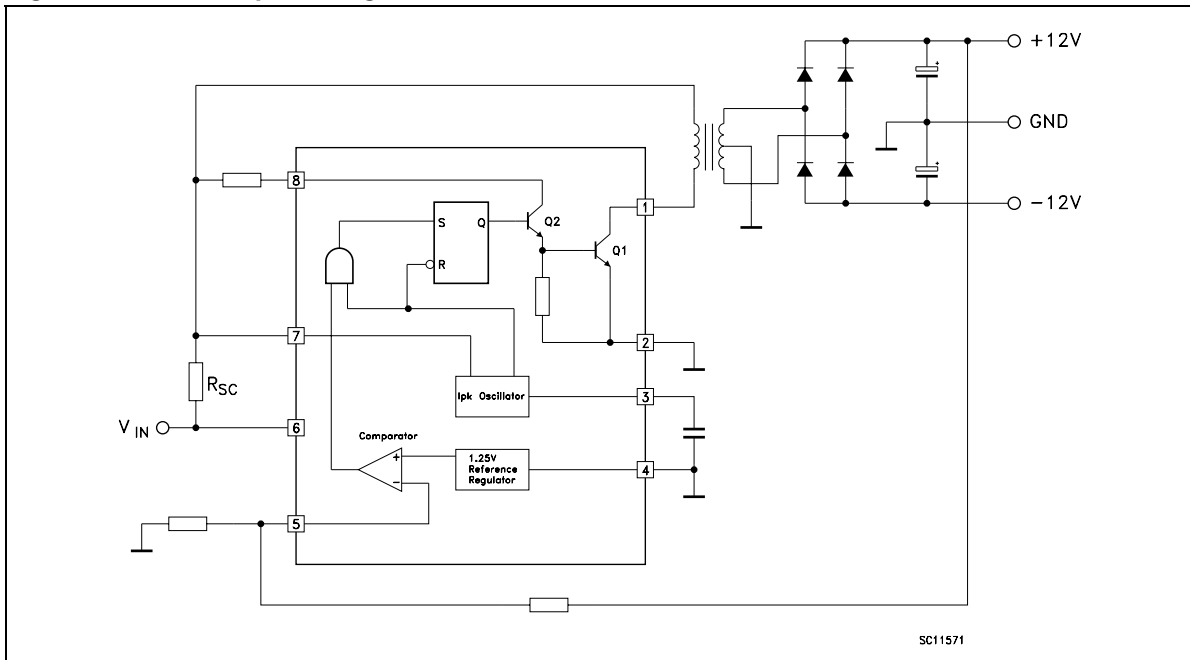 +12V
GND
-12V
8
1
S
Q
Q2
R
Q1
7
2
RSC
Ipk Oscillator
3
VIN
6
Comparator
+
-
1.25V
Reference
Regulator
4
5
+
+
SC11571